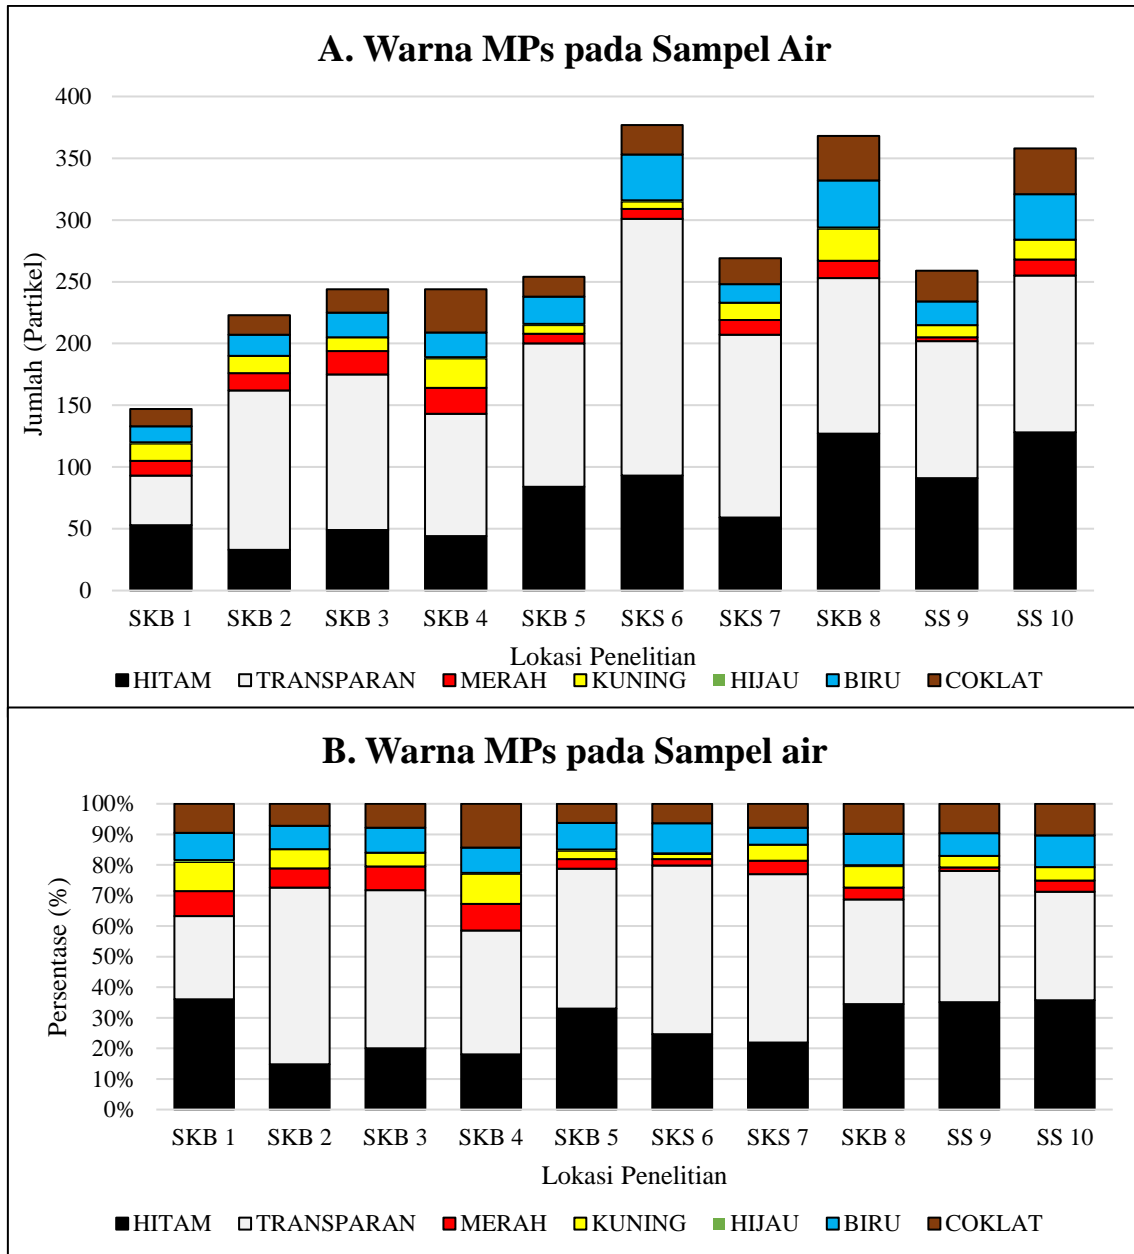 A. Warna MPs pada Sampel Air
Jumlah (Partikel)
400
350
300
250
200
150
100
50
0
SKB 1 SKB 2 SKB 3 SKB 4 SKB 5 SKS 6 SKS 7 SKB 8 SS 9 SS 10
Lokasi Penelitian
HITAM TRANSPARAN MERAH KUNING HIJAU BIRU COKLAT
B. Warna MPs pada Sampel air
Persentase (%)
100%
90%
80%
70%
60%
50%
40%
30%
20%
10%
0%
SKB 1 SKB 2 SKB 3 SKB 4 SKB 5 SKS 6 SKS 7 SKB 8 SS 9 SS 10
Lokasi Penelitian
HITAM TRANSPARAN MERAH KUNING HIJAU BIRU COKLAT